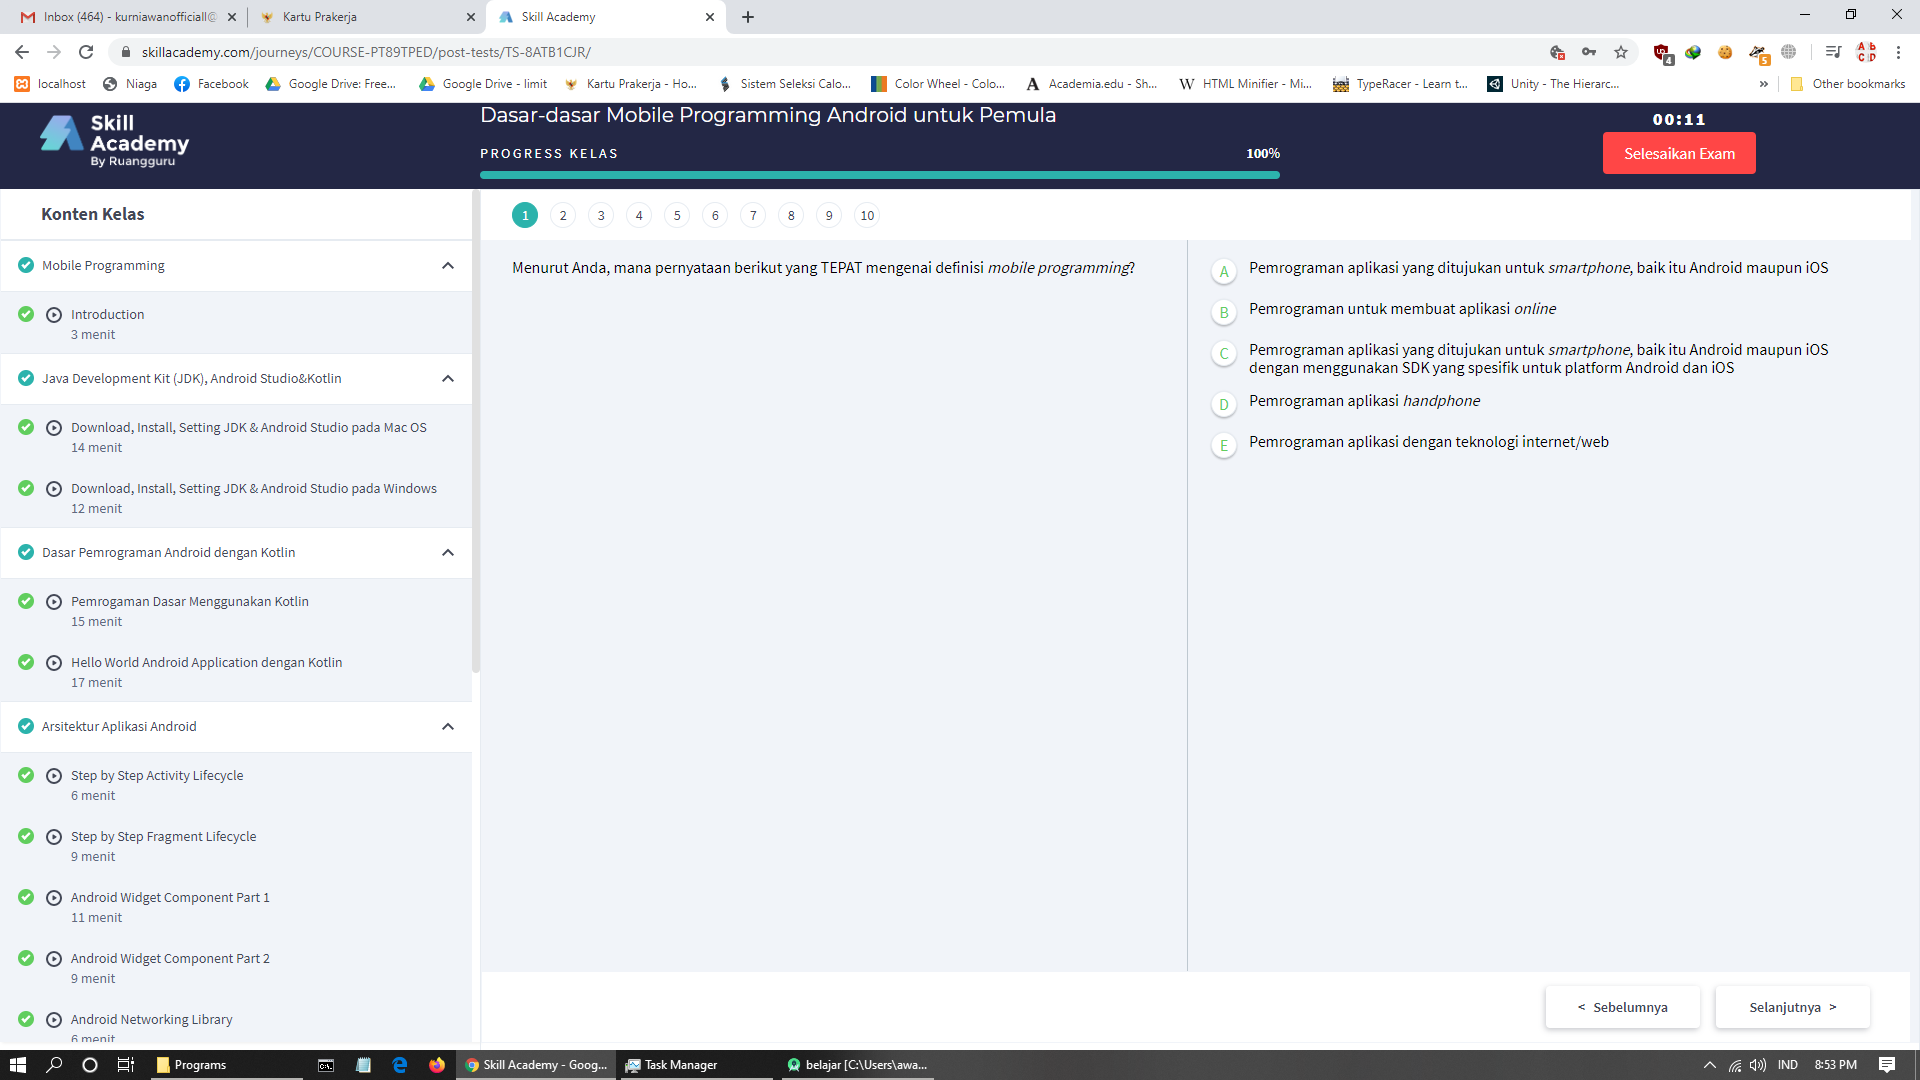 Inbox (464) - kurniawanofficiall@
Kartu Prakerja
Skill Academy
skillacademy.com/journeys/COURSE-PT89TPED/post-tests/TS-8ATB1CJR/
4
5
A b
C D
localhost
Niaga
Facebook
Google Drive: Free...
Google Drive - limit
Kartu Prakerja - Ho...
Sistem Seleksi Calo...
Color Wheel - Colo...
Academia.edu - Sh...
HTML Minifier - Mi...
TypeRacer - Learn t...
Unity - The Hierarc...
»
Other bookmarks
Skill
Academy
By Ruangguru
Dasar-dasar Mobile Programming Android untuk Pemula
PROGRESS KELAS
100%
00:11
Selesaikan Exam
Konten Kelas
Mobile Programming
Introduction
3 menit
Java Development Kit (JDK), Android Studio&Kotlin
Download, Install, Setting JDK & Android Studio pada Mac OS
14 menit
Download, Install, Setting JDK & Android Studio pada Windows
12 menit
Dasar Pemrograman Android dengan Kotlin
Pemrogaman Dasar Menggunakan Kotlin
15 menit
Hello World Android Application dengan Kotlin
17 menit
Arsitektur Aplikasi Android
Step by Step Activity Lifecycle
6 menit
Step by Step Fragment Lifecycle
9 menit
Android Widget Component Part 1
11 menit
Android Widget Component Part 2
9 menit
Android Networking Library
6 menit
1 2 3 4 5 6 7 8 9 10
Menurut Anda, mana pernyataan berikut yang TEPAT mengenai definisi mobile programming?
A Pemrograman aplikasi yang ditujukan untuk smartphone, baik itu Android maupun iOS
B Pemrograman untuk membuat aplikasi online
C Pemrograman aplikasi yang ditujukan untuk smartphone, baik itu Android maupun iOS
dengan menggunakan SDK yang spesifik untuk platform Android dan iOS
D Pemrograman aplikasi handphone
E Pemrograman aplikasi dengan teknologi internet/web
< Sebelumnya
Selanjutnya >
Programs
Skill Academy - Goog...
Task Manager
belajar [C:\Users\awa...
IND
8:53 PM